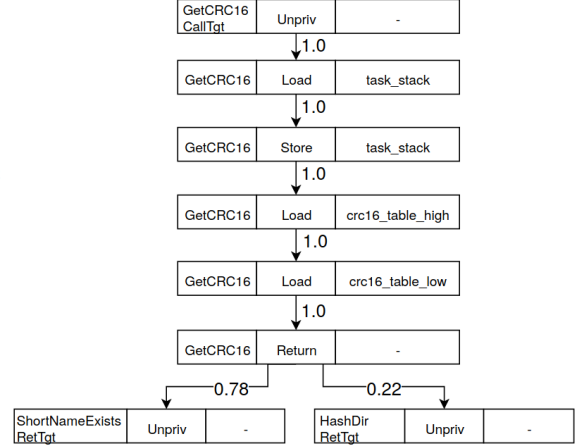 GetCRC16
CallTgt
Unpriv
-
1.0
GetCRC16
Load
task_stack
1.0
GetCRC16
Store
task_stack
1.0
GetCRC16
Load
crc16_table_high
1.0
GetCRC16
Load
crc16_table_low
1.0
GetCRC16
Return
-
0.78
0.22
ShortNameExists
RetTgt
Unpriv
-
HashDir
RetTgt
Unpriv
-